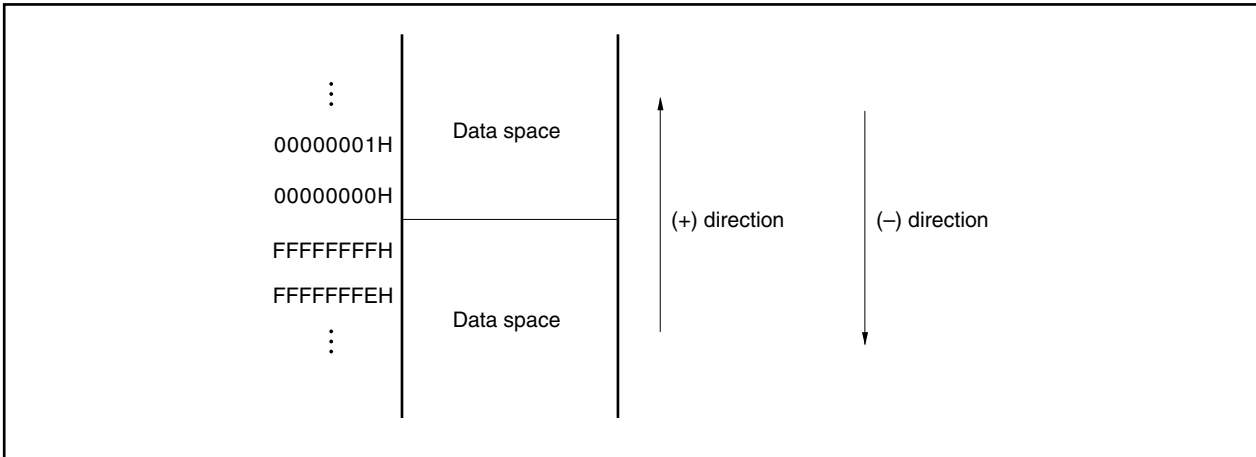 ⋮
00000001H
00000000H
FFFFFFFFH
FFFFFFFEH
⋮
Data space
Data space
(+) direction
(–) direction